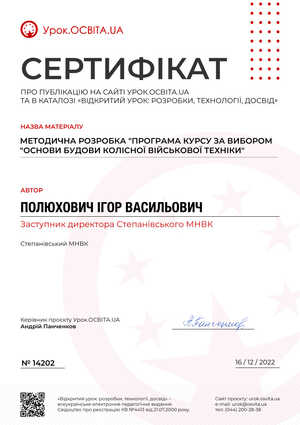 Урок.ОСВІТА.UA
СЕРТИФІКАТ
ПРО ПУБЛІКАЦІЮ НА САЙТІ УРОК.ОСВІТА.UA
ТА В КАТАЛОЗІ «ВІДКРИТИЙ УРОК: РОЗРОБКИ, ТЕХНОЛОГІЇ, ДОСВІД»
НАЗВА МАТЕРІАЛУ
МЕТОДИЧНА РОЗРОБКА "ПРОГРАМА КУРСУ ЗА ВИБОРОМ
"ОСНОВИ БУДОВИ КОЛІСНОЇ ВІЙСЬКОВОЇ ТЕХНІКИ"
АВТОР
ПОЛЮХОВИЧ ІГОР ВАСИЛЬОВИЧ
Заступник директора Степанівського МНВК
Степанівський МНВК
Керівник проєкту Урок.ОСВІТА.UA
Андрій Панченков
№ 14202
16 / 12 / 2022
«Відкритий урок: розробки, технології, досвід» –
всеукраїнське електронне педагогічне видання.
Свідоцтво про реєстрацію КВ №4413 від 21.07.2000 року.
Сайт проєкту: urok.osvita.ua
e-mail: urok@osvita.ua
тел. (044) 200-28-38